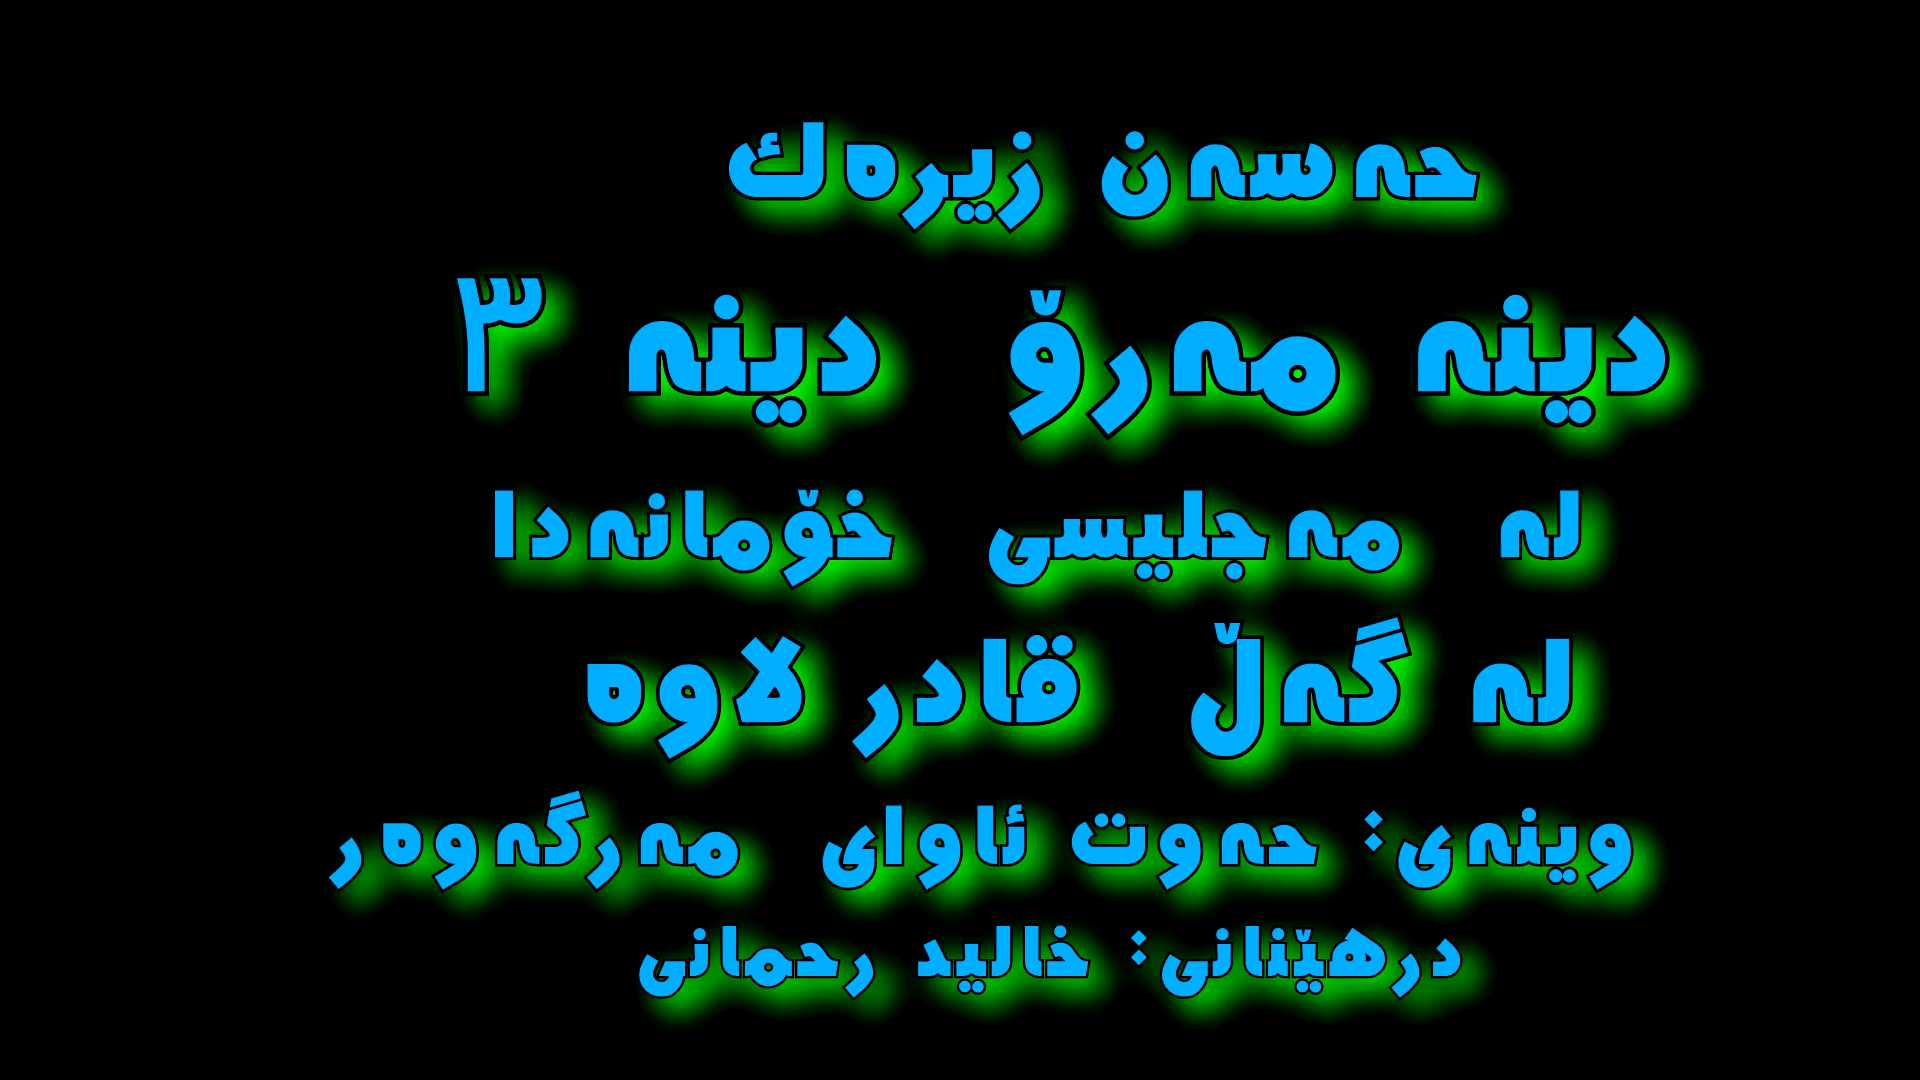 حەسەن زیرەك
دینە مەرۆ دینە ٣
لە مەجلیسی خۆمانەدا
لە گەڵ قادر لاوە
وینەی: حەوت ئاوای مەرگەوەر
درهێنانی: خالید رحمانی